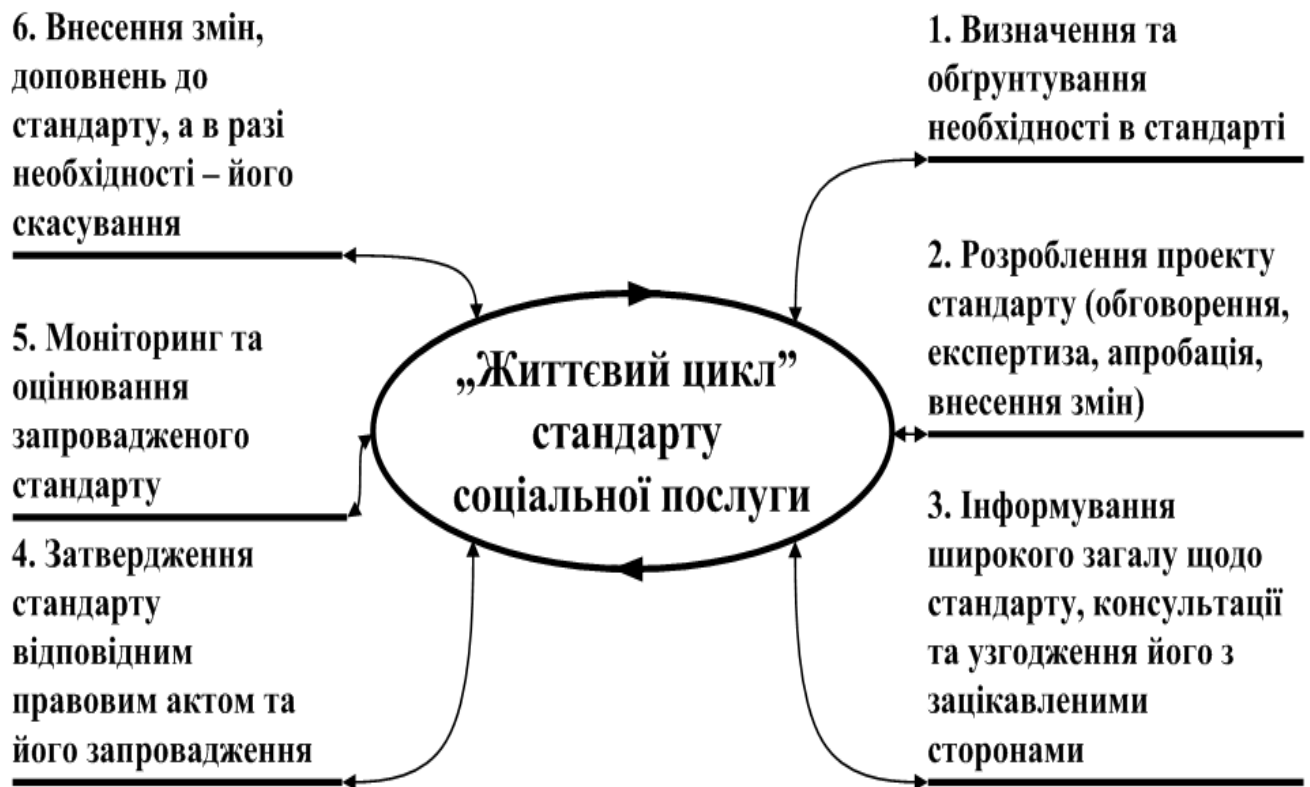 1. Визначення та
обґрунтування
необхідності в стандарті
2. Розроблення проекту
стандарту (обговорення,
експертиза, апробація,
внесення змін)
3. Інформування
широкого загалу щодо
стандарту, консультації
та узгодження його з
зацікавленими
сторонами
4. Затвердження
стандарту
відповідним
правовим актом та
його запровадження
5. Моніторинг та
оцінювання
запровадженого
стандарту
6. Внесення змін,
доповнень до
стандарту, а в разі
необхідності – його
скасування
„Життєвий цикл”
стандарту
соціальної послуги